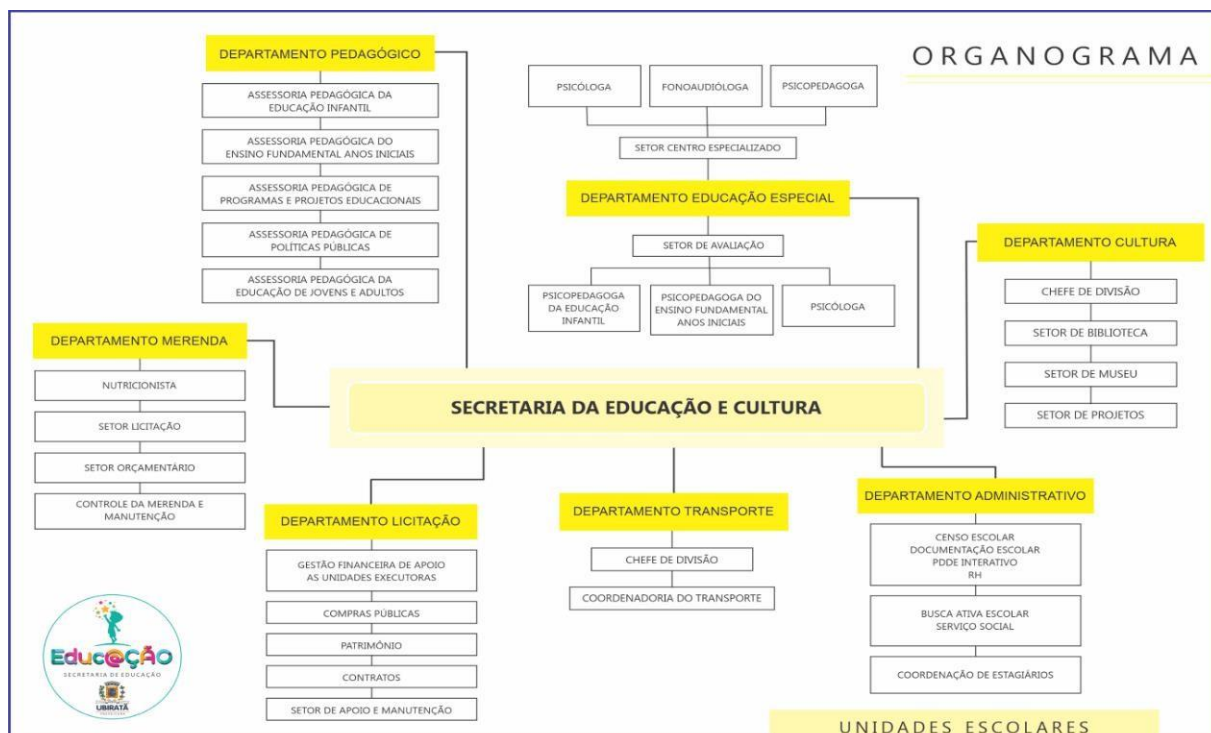 ORGANOGRAMA
DEPARTAMENTO PEDAGÓGICO
ASSESSORIA PEDAGÓGICA DA
EDUCAÇÃO INFANTIL
ASSESSORIA PEDAGÓGICA DO
ENSINO FUNDAMENTAL ANOS INICIAIS
ASSESSORIA PEDAGÓGICA DE
PROGRAMAS E PROJETOS EDUCACIONAIS
ASSESSORIA PEDAGÓGICA DE
POLÍTICAS PÚBLICAS
ASSESSORIA PEDAGÓGICA DA
EDUCAÇÃO DE JOVENS E ADULTOS
PSICÓLOGA
FONOAUDIÓLOGA
PSICOPEDAGOGA
SETOR CENTRO ESPECIALIZADO
DEPARTAMENTO EDUCAÇÃO ESPECIAL
SETOR DE AVALIAÇÃO
PSICOPEDAGOGA
DA EDUCAÇÃO
INFANTIL
PSICOPEDAGOGA DO
ENSINO FUNDAMENTAL
ANOS INICIAIS
PSICÓLOGA
DEPARTAMENTO CULTURA
CHEFE DE DIVISÃO
SETOR DE BIBLIOTECA
SETOR DE MUSEU
SETOR DE PROJETOS
DEPARTAMENTO MERENDA
NUTRICIONISTA
SETOR LICITAÇÃO
SETOR ORÇAMENTÁRIO
CONTROLE DA MERENDA E
MANUTENÇÃO
SECRETARIA DA EDUCAÇÃO E CULTURA
DEPARTAMENTO LICITAÇÃO
GESTÃO FINANCEIRA DE APOIO
AS UNIDADES EXECUTORAS
COMPRAS PÚBLICAS
PATRIMÔNIO
CONTRATOS
SETOR DE APOIO E MANUTENÇÃO
DEPARTAMENTO TRANSPORTE
CHEFE DE DIVISÃO
COORDENADORIA DO TRANSPORTE
DEPARTAMENTO ADMINISTRATIVO
CENSO ESCOLAR
DOCUMENTAÇÃO ESCOLAR
PDDE INTERATIVO
RH
BUSCA ATIVA ESCOLAR
SERVIÇO SOCIAL
COORDENAÇÃO DE ESTAGIÁRIOS
Educ@ÇÃO
SECRETARIA DE EDUCAÇÃO
UBIRATÃ
UNIDADES ESCOLARES